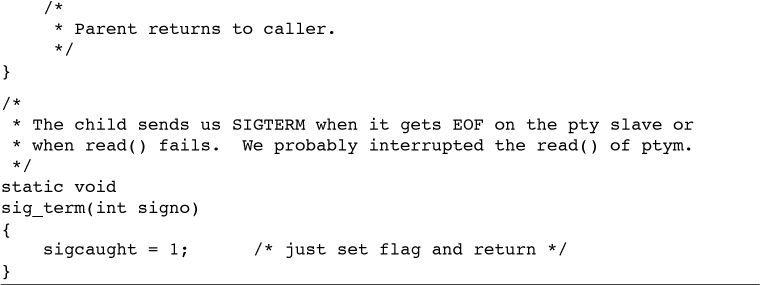 /*
     * Parent returns to caller.
     */
}
/*
 * The child sends us SIGTERM when it gets EOF on the pty slave or
 * when read() fails.  We probably interrupted the read() of ptym.
 */
static void
sig_term(int signo)
{
    sigcaught = 1;      /* just set flag and return */
}